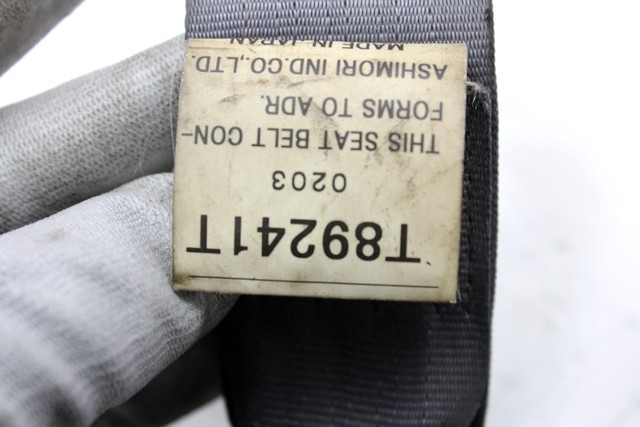 T89241T
0203
THIS SEAT BELT CON-
FORMS TO ADR.
ASHIMORI IND.CO.,LTD.
MADE IN JAPAN